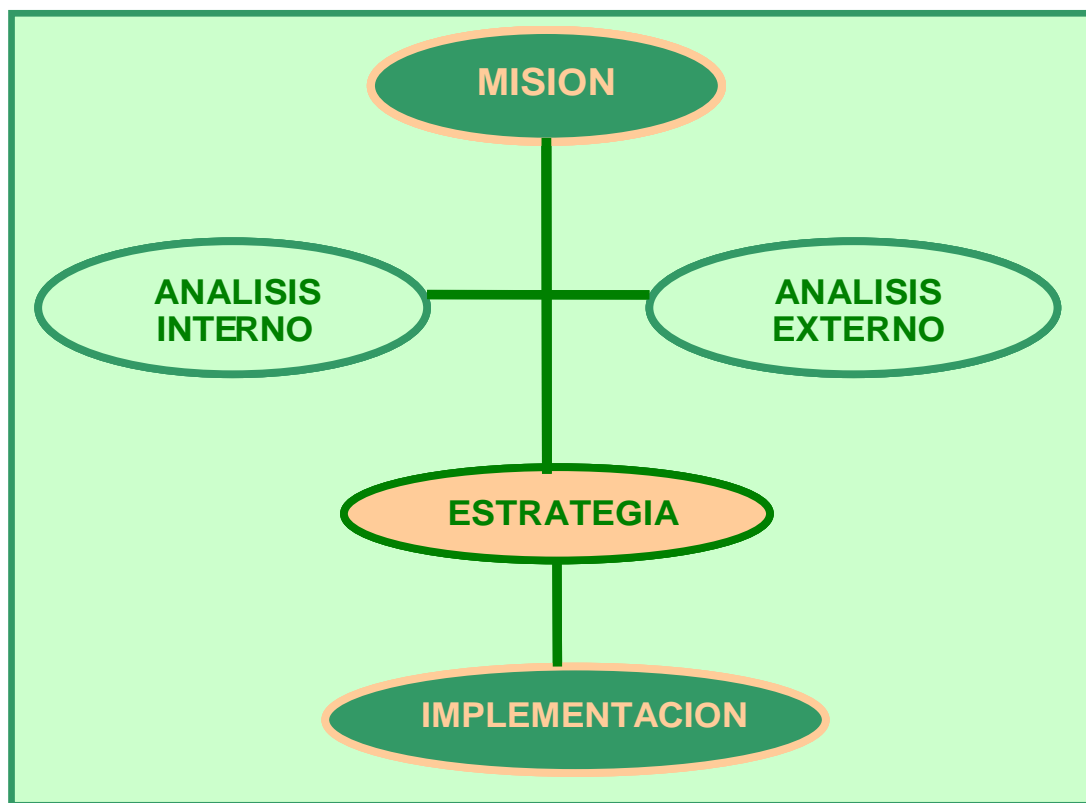 MISION
ANALISIS
INTERNO
ANALISIS
EXTERNO
ESTRATEGIA
IMPLEMENTACION